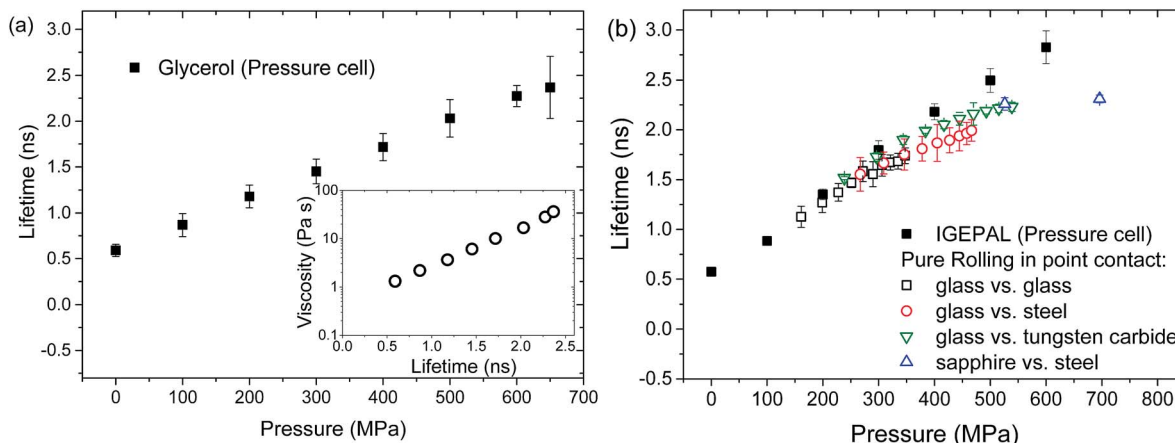 (a)
3.0
2.5
2.0
1.5
1.0
0.5
0.0
-0.5
Lifetime (ns)
Glycerol (Pressure cell)
100
10
1
0.1
Viscosity (Pa s)
0.0 0.5 1.0 1.5 2.0 2.5
Lifetime (ns)
0 100 200 300 400 500 600 700
Pressure (MPa)
(b)
3.0
2.5
2.0
1.5
1.0
0.5
0.0
-0.5
Lifetime (ns)
IGEPAL (Pressure cell)
Pure Rolling in point contact:
glass vs. glass
glass vs. steel
glass vs. tungsten carbide
sapphire vs. steel
0 100 200 300 400 500 600 700 800
Pressure (MPa)